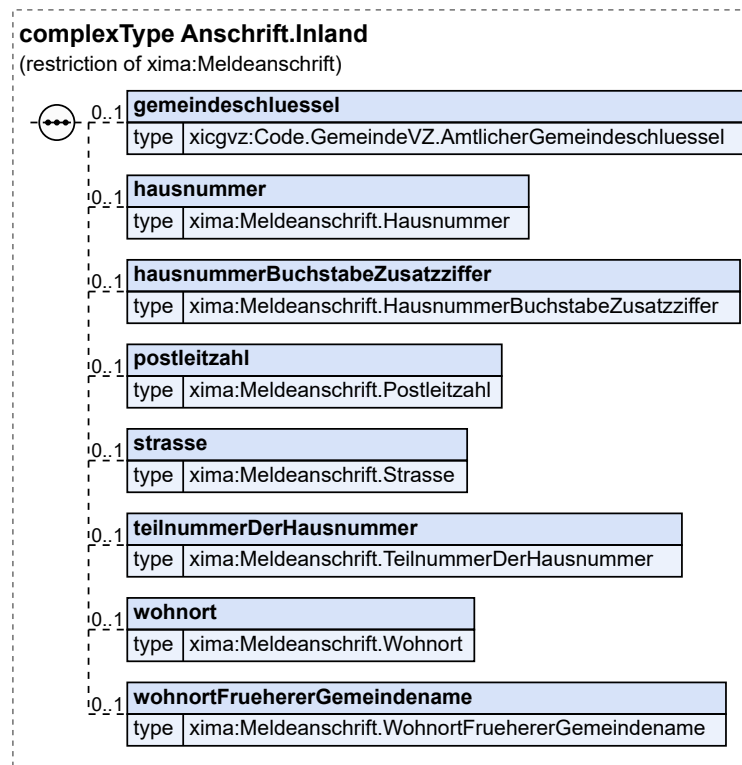 complexType Anschrift.Inland
(restriction of xima:Meldeanschrift)
0..1 gemeindeschluessel
type xicgvz:Code.GemeindeVZ.AmtlicherGemeindeschluessel
0..1 hausnummer
type xima:Meldeanschrift.Hausnummer
0..1 hausnummerBuchstabeZusatzziffer
type xima:Meldeanschrift.HausnummerBuchstabeZusatzziffer
0..1 postleitzahl
type xima:Meldeanschrift.Postleitzahl
0..1 strasse
type xima:Meldeanschrift.Strasse
0..1 teilnummerDerHausnummer
type xima:Meldeanschrift.TeilnummerDerHausnummer
0..1 wohnort
type xima:Meldeanschrift.Wohnort
0..1 wohnortFruehererGemeindename
type xima:Meldeanschrift.WohnortFruehererGemeindename